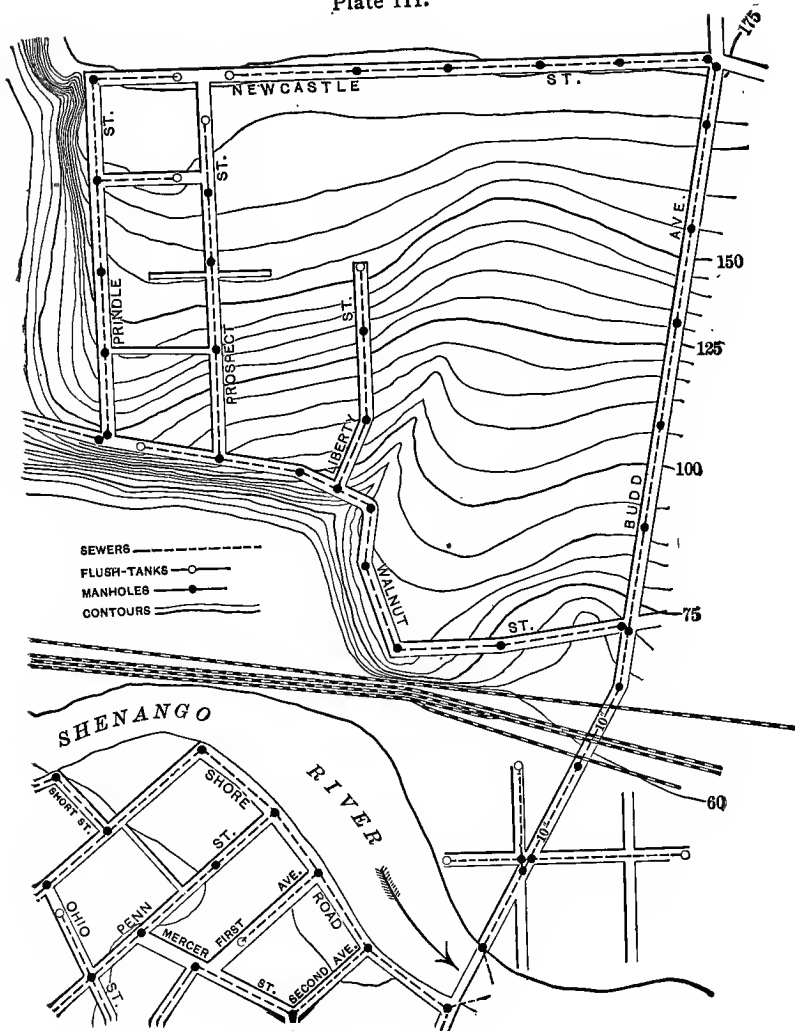 Plate III.
175
NEWCASTLE ST.
ST.
ST.
AVE.
150
ST.
PRINDLE
125
PROSPECT
LIBERTY
100
BUDD
SEWERS
FLUSH-TANKS
MANHOLES
CONTOURS
WALNUT
ST.
75
SHENANGO
10"
RIVER
SHORE
60
SHORT ST.
ST.
10"
AVE.
OHIO
PENN
FIRST
ROAD
MERCER
SECOND AVE.
ST.
ST.